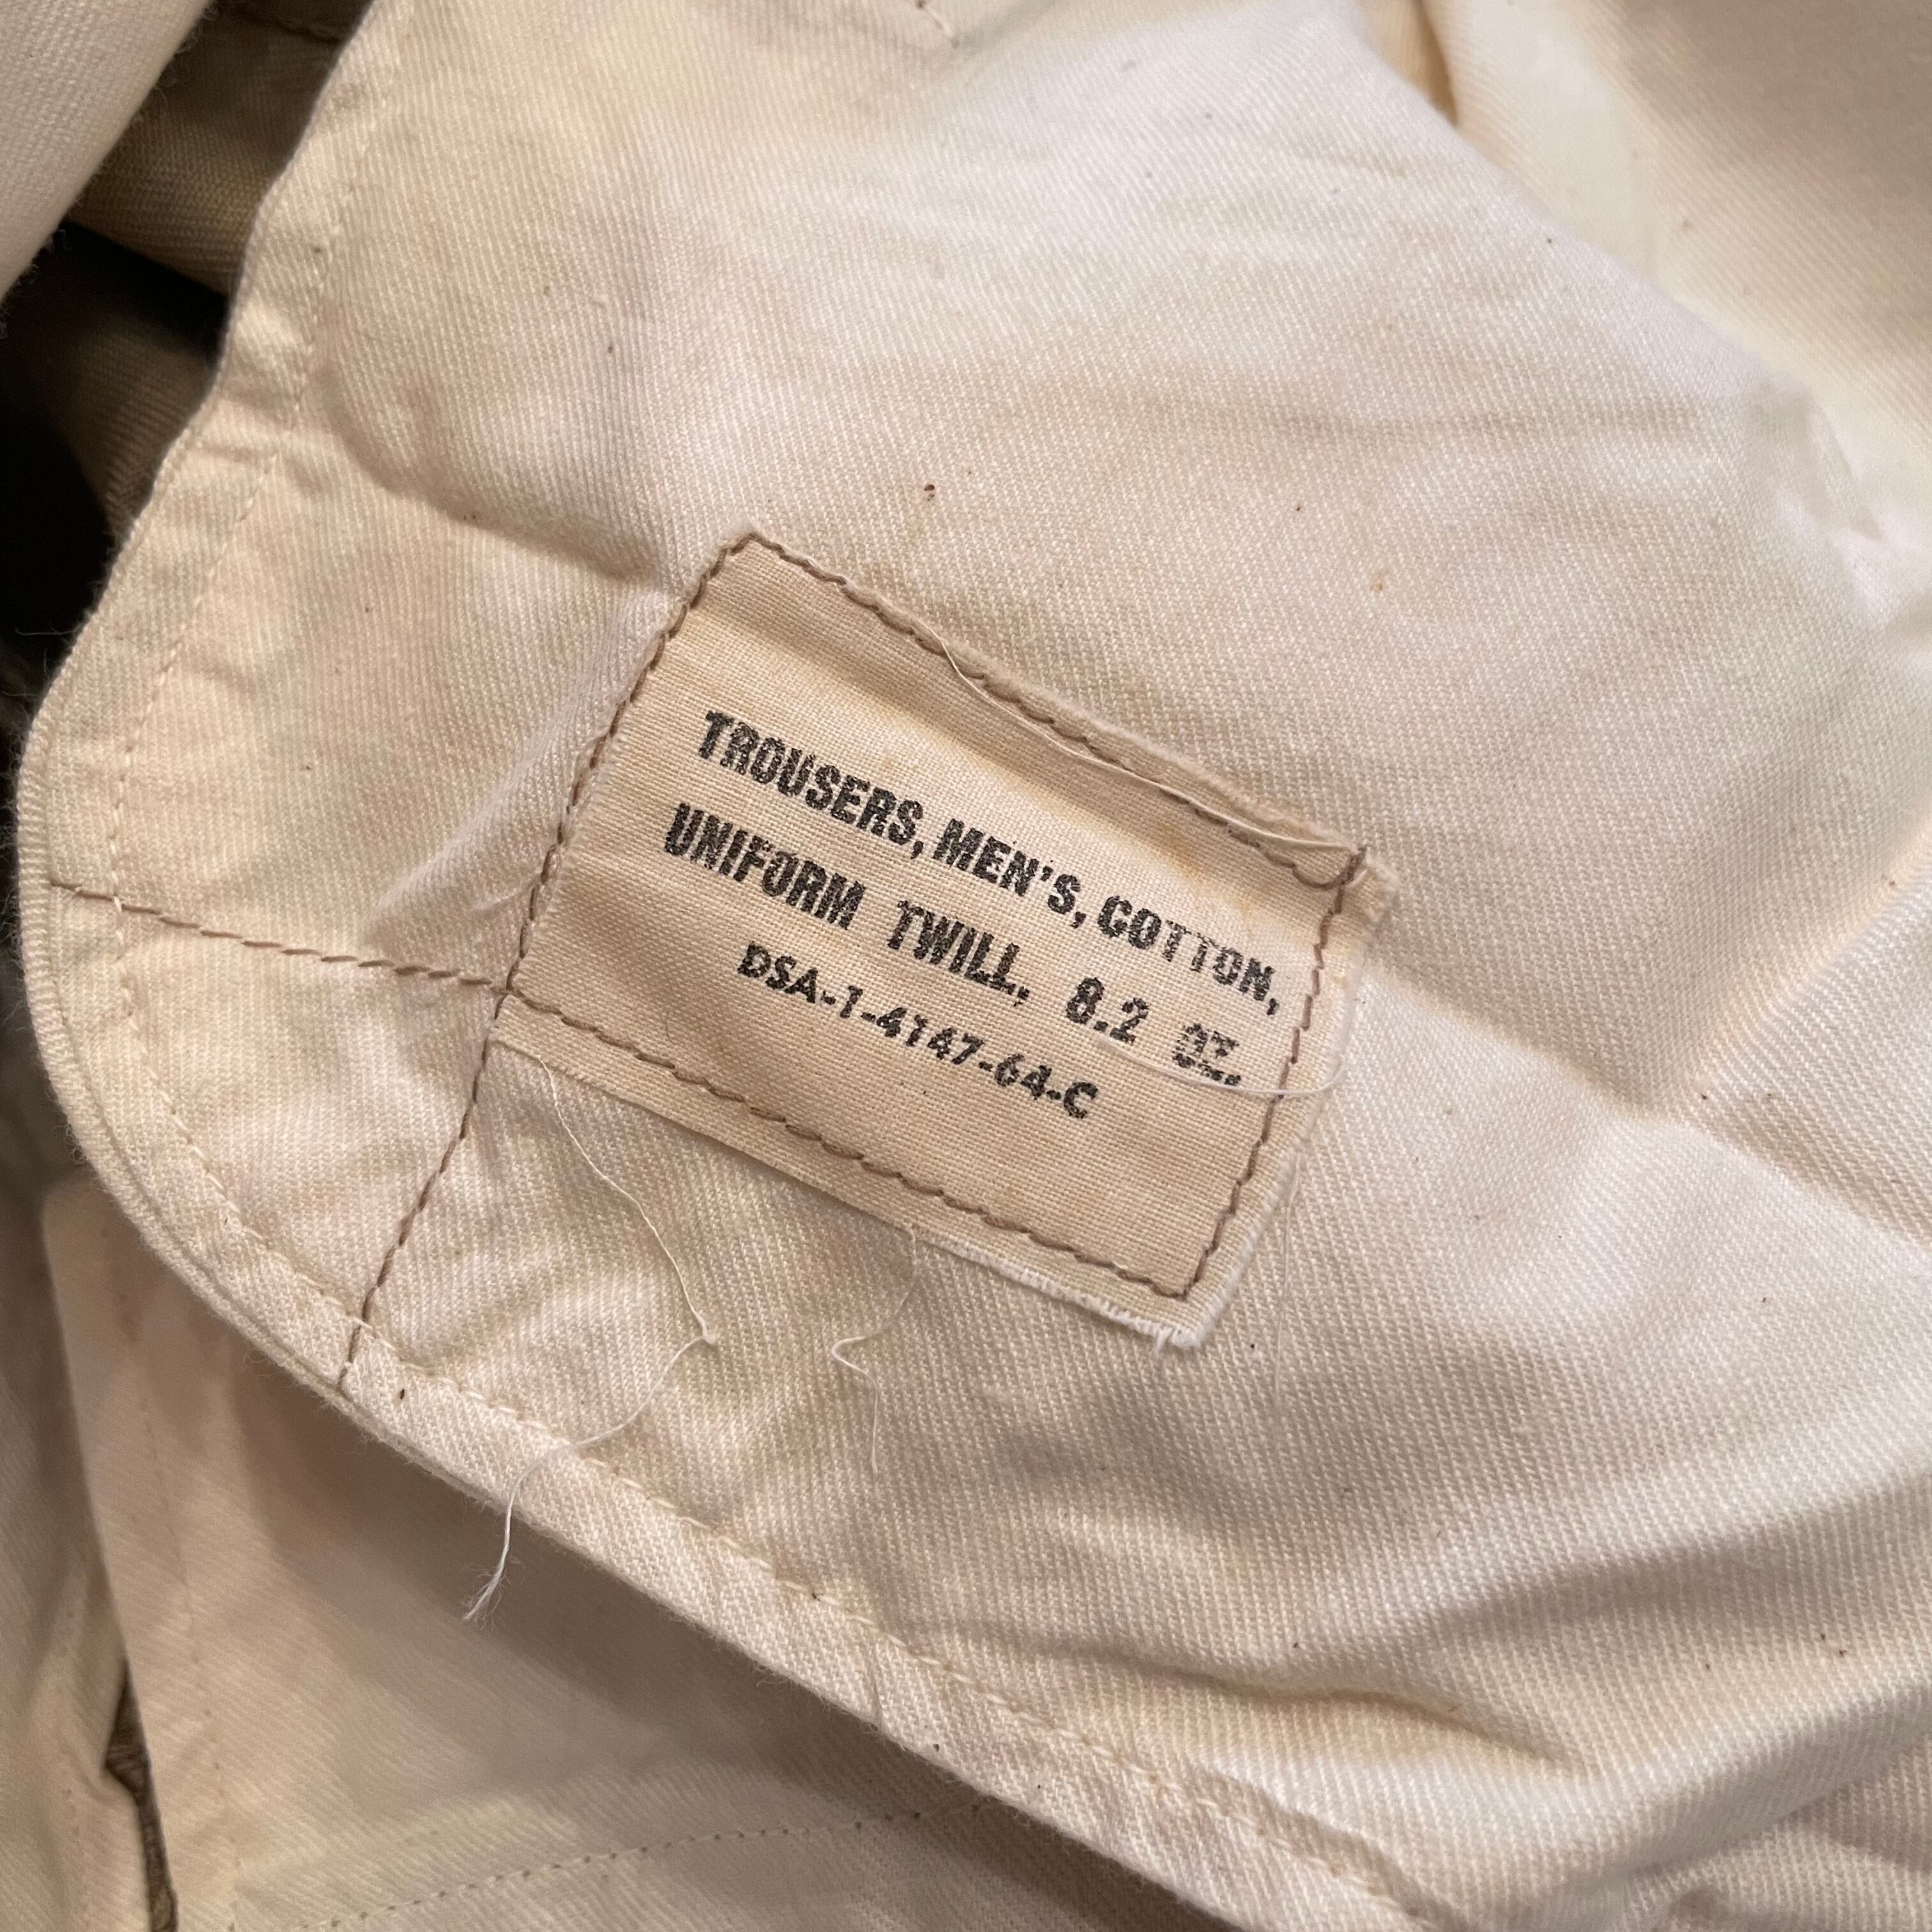 TROUSERS, MEN'S, COTTON,
UNIFORM TWILL, 8.2 OZ.
DSA-1-4147-64-C